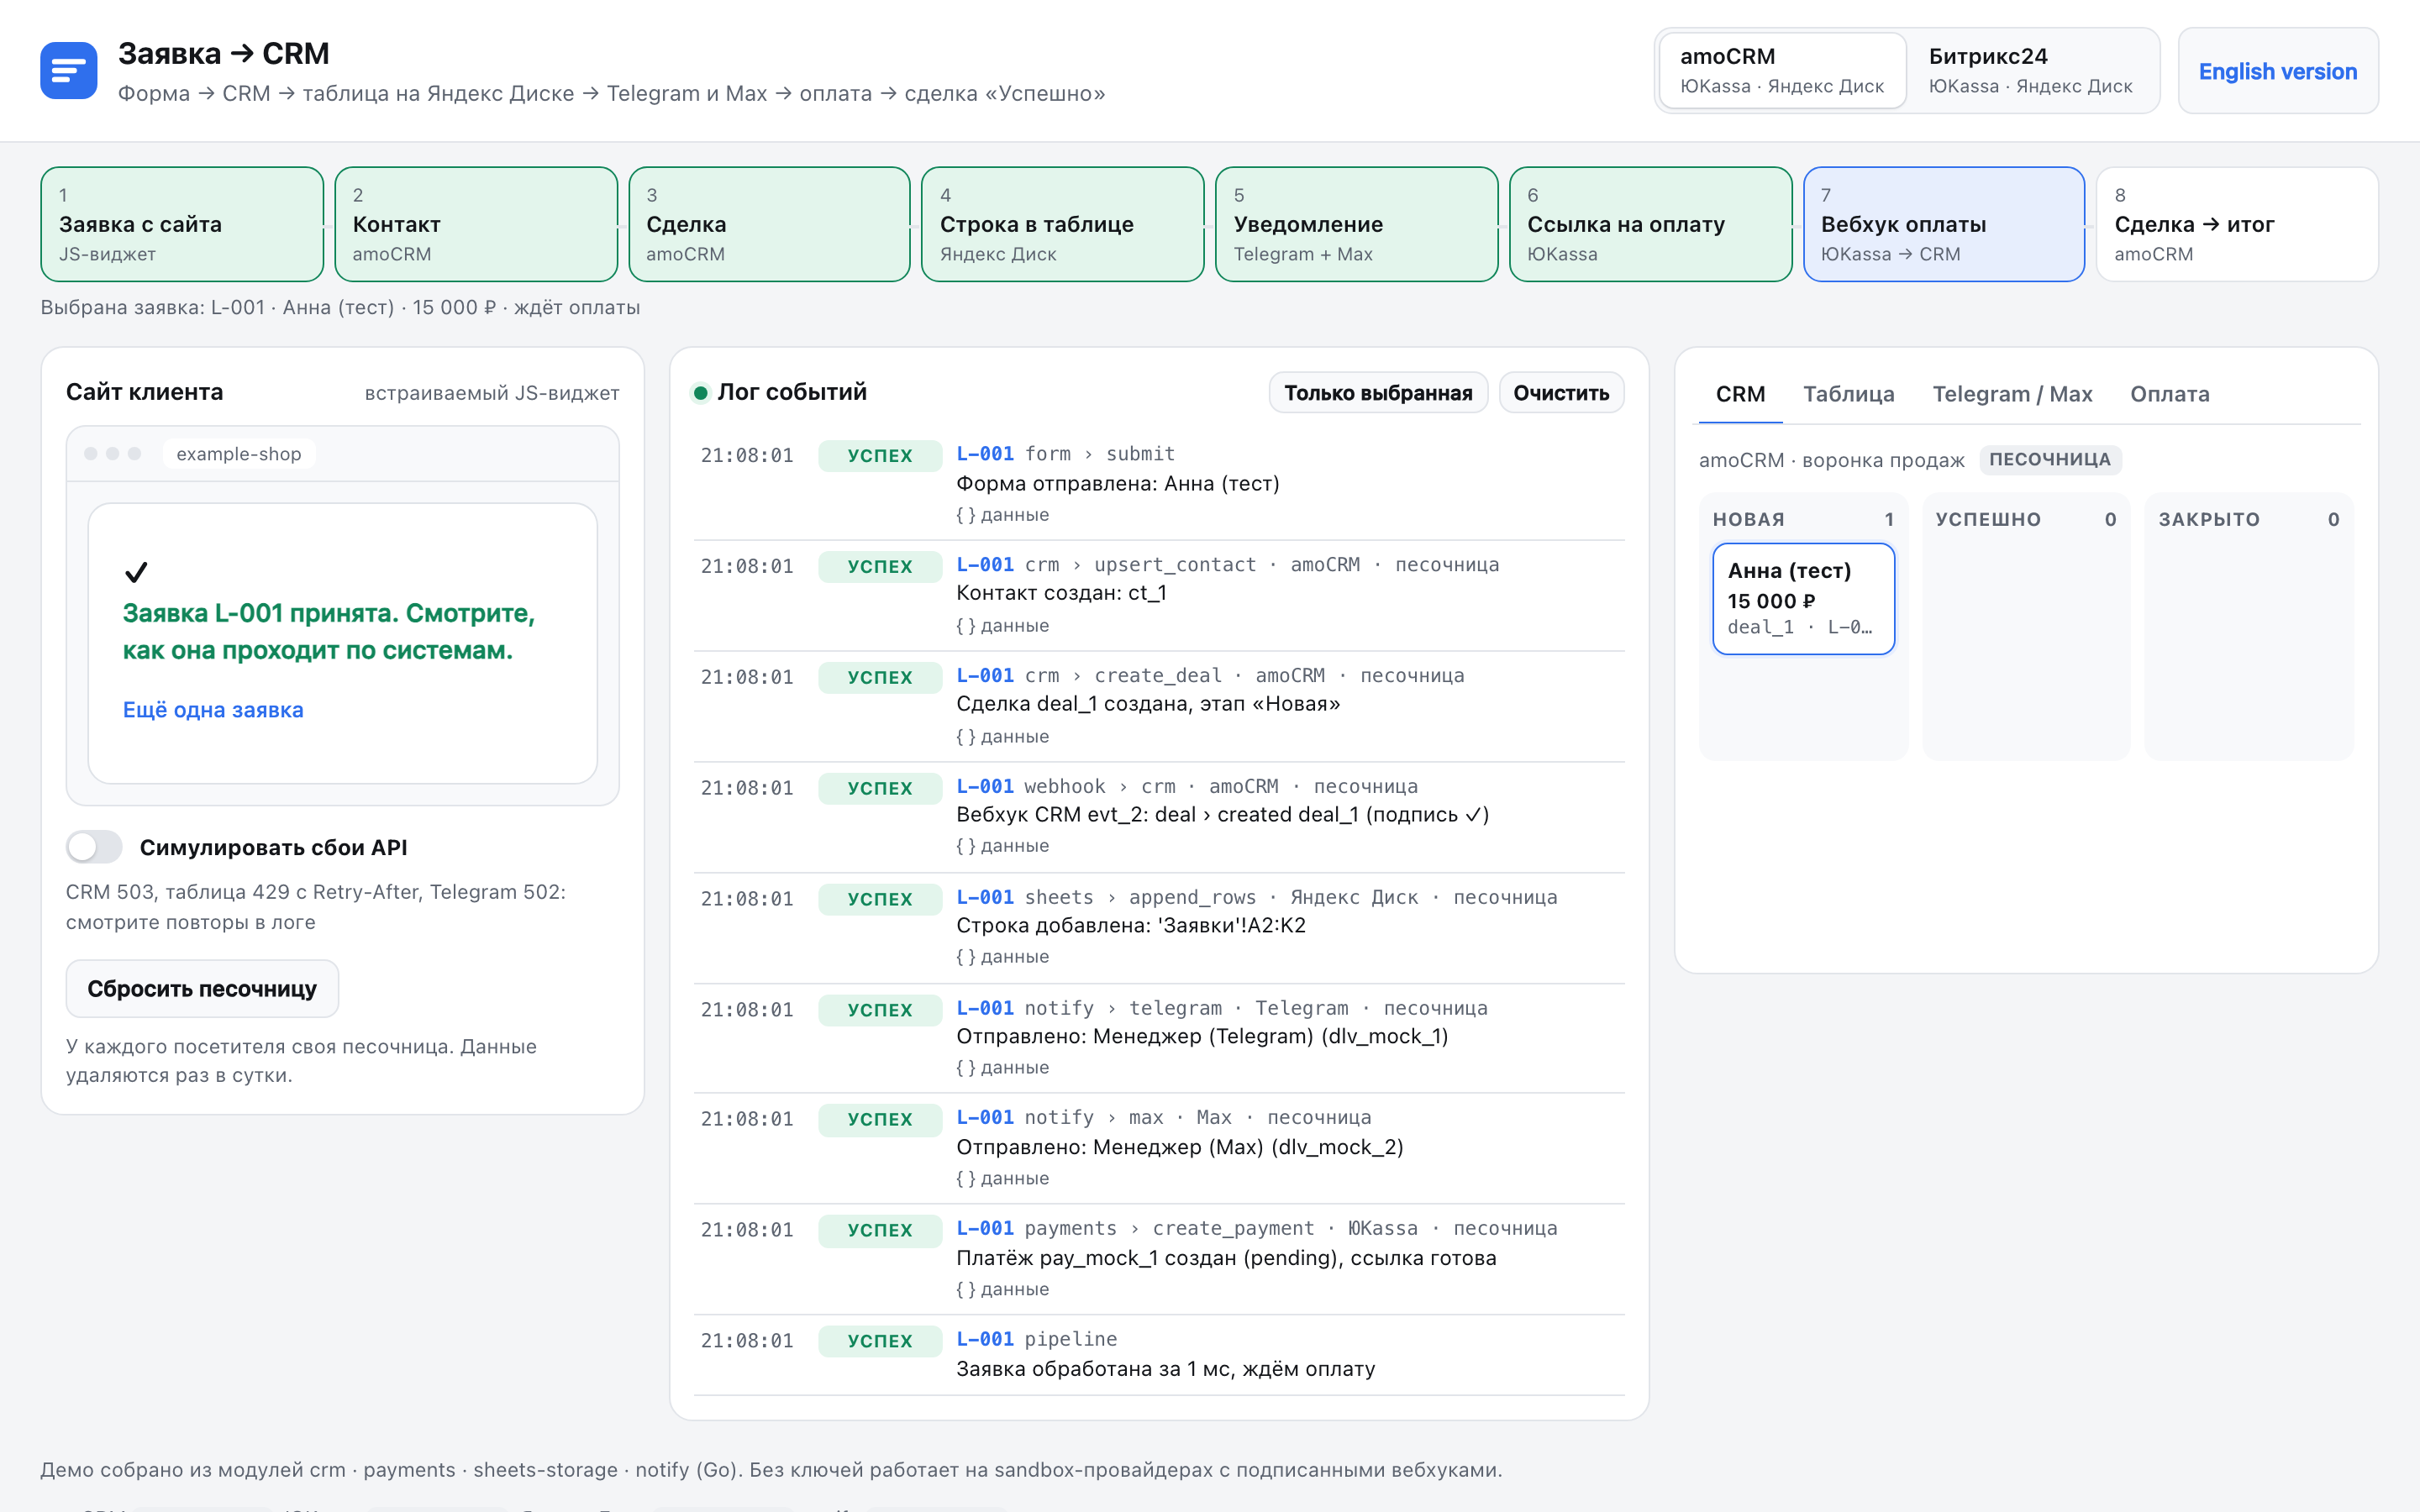 Заявка → CRM
Форма → CRM → таблица на Яндекс Диске → Telegram и Max → оплата → сделка «Успешно»
amoCRM
ЮKassa · Яндекс Диск
Битрикс24
ЮKassa · Яндекс Диск
English version
1
Заявка с сайта
JS-виджет
2
Контакт
amoCRM
3
Сделка
amoCRM
4
Строка в таблице
Яндекс Диск
5
Уведомление
Telegram + Max
6
Ссылка на оплату
ЮKassa
7
Вебхук оплаты
ЮKassa → CRM
8
Сделка → итог
amoCRM
Выбрана заявка: L-001 · Анна (тест) · 15 000 ₽ · ждёт оплаты
Сайт клиента
встраиваемый JS-виджет
example-shop
✓
Заявка L-001 принята. Смотрите,
как она проходит по системам.
Ещё одна заявка
Симулировать сбои API
CRM 503, таблица 429 с Retry-After, Telegram 502:
смотрите повторы в логе
Сбросить песочницу
У каждого посетителя своя песочница. Данные
удаляются раз в сутки.
Лог событий
Только выбранная
Очистить
21:08:01 УСПЕХ L-001 form › submit
Форма отправлена: Анна (тест)
{ } данные
21:08:01 УСПЕХ L-001 crm › upsert_contact · amoCRM · песочница
Контакт создан: ct_1
{ } данные
21:08:01 УСПЕХ L-001 crm › create_deal · amoCRM · песочница
Сделка deal_1 создана, этап «Новая»
{ } данные
21:08:01 УСПЕХ L-001 webhook › crm · amoCRM · песочница
Вебхук CRM evt_2: deal › created deal_1 (подпись ✓)
{ } данные
21:08:01 УСПЕХ L-001 sheets › append_rows · Яндекс Диск · песочница
Строка добавлена: 'Заявки'!A2:K2
{ } данные
21:08:01 УСПЕХ L-001 notify › telegram · Telegram · песочница
Отправлено: Менеджер (Telegram) (dlv_mock_1)
{ } данные
21:08:01 УСПЕХ L-001 notify › max · Max · песочница
Отправлено: Менеджер (Max) (dlv_mock_2)
{ } данные
21:08:01 УСПЕХ L-001 payments › create_payment · ЮKassa · песочница
Платёж pay_mock_1 создан (pending), ссылка готова
{ } данные
21:08:01 УСПЕХ L-001 pipeline
Заявка обработана за 1 мс, ждём оплату
CRM
Таблица
Telegram / Max
Оплата
amoCRM · воронка продаж ПЕСОЧНИЦА
НОВАЯ 1
Анна (тест)
15 000 ₽
deal_1 · L-0…
УСПЕШНО 0
ЗАКРЫТО 0
Демо собрано из модулей crm · payments · sheets-storage · notify (Go). Без ключей работает на sandbox-провайдерах с подписанными вебхуками.